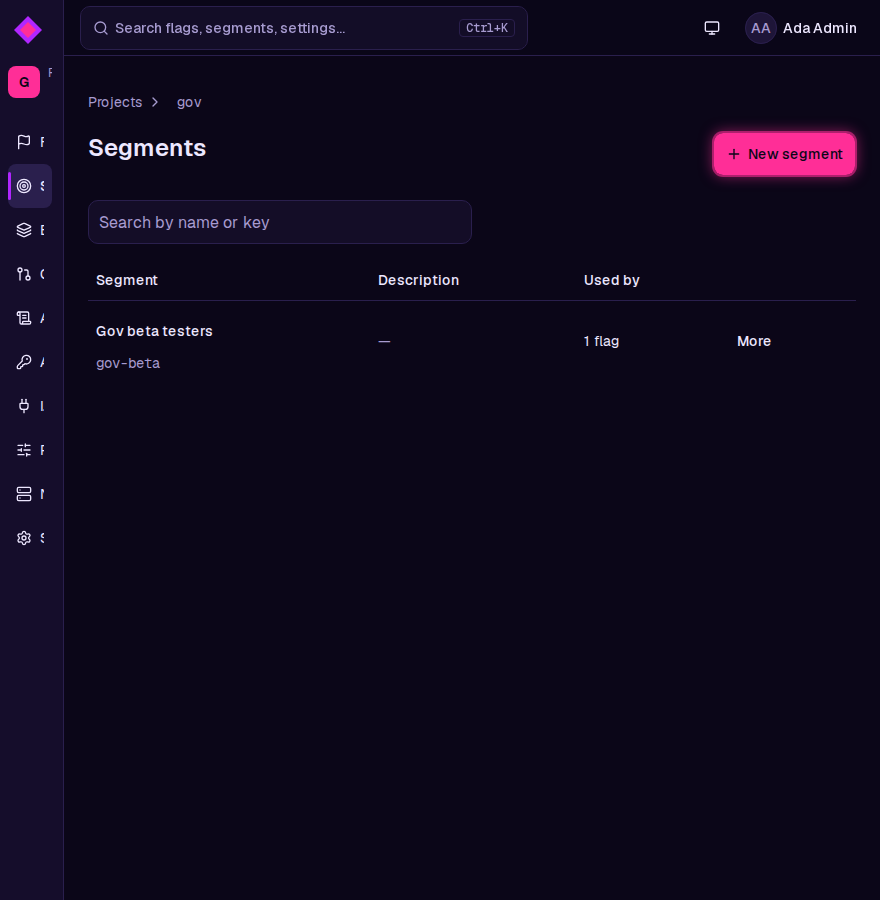 Search flags, segments, settings...
Ctrl+K
AA
Ada Admin
G
Projects
gov
Segments
New segment
Search by name or key
Segment
Description
Used by
Gov beta testers
gov-beta
—
1 flag
More